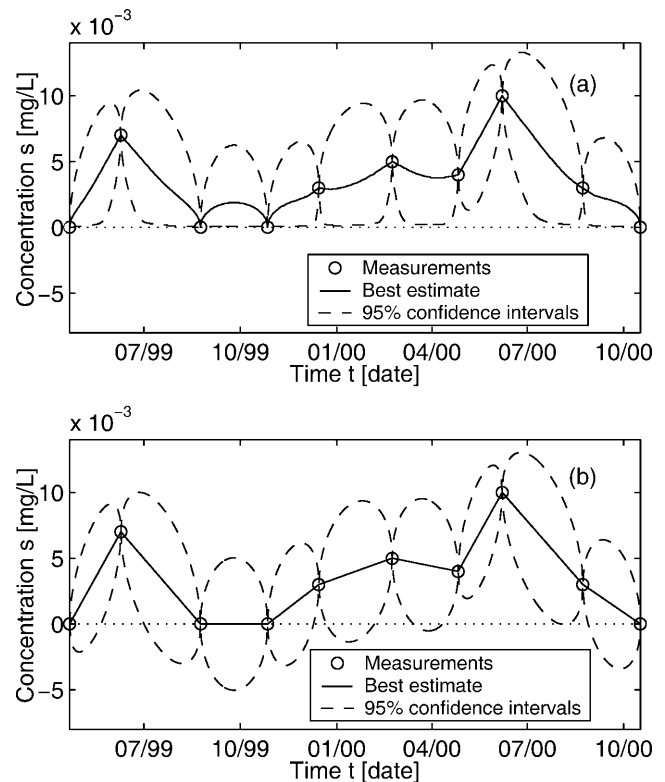 x 10⁻³
Concentration s [mg/L]
10
5
0
−5
(a)
Measurements
Best estimate
95% confidence intervals
07/99 10/99 01/00 04/00 07/00 10/00
Time t [date]
x 10⁻³
Concentration s [mg/L]
10
5
0
−5
(b)
Measurements
Best estimate
95% confidence intervals
07/99 10/99 01/00 04/00 07/00 10/00
Time t [date]